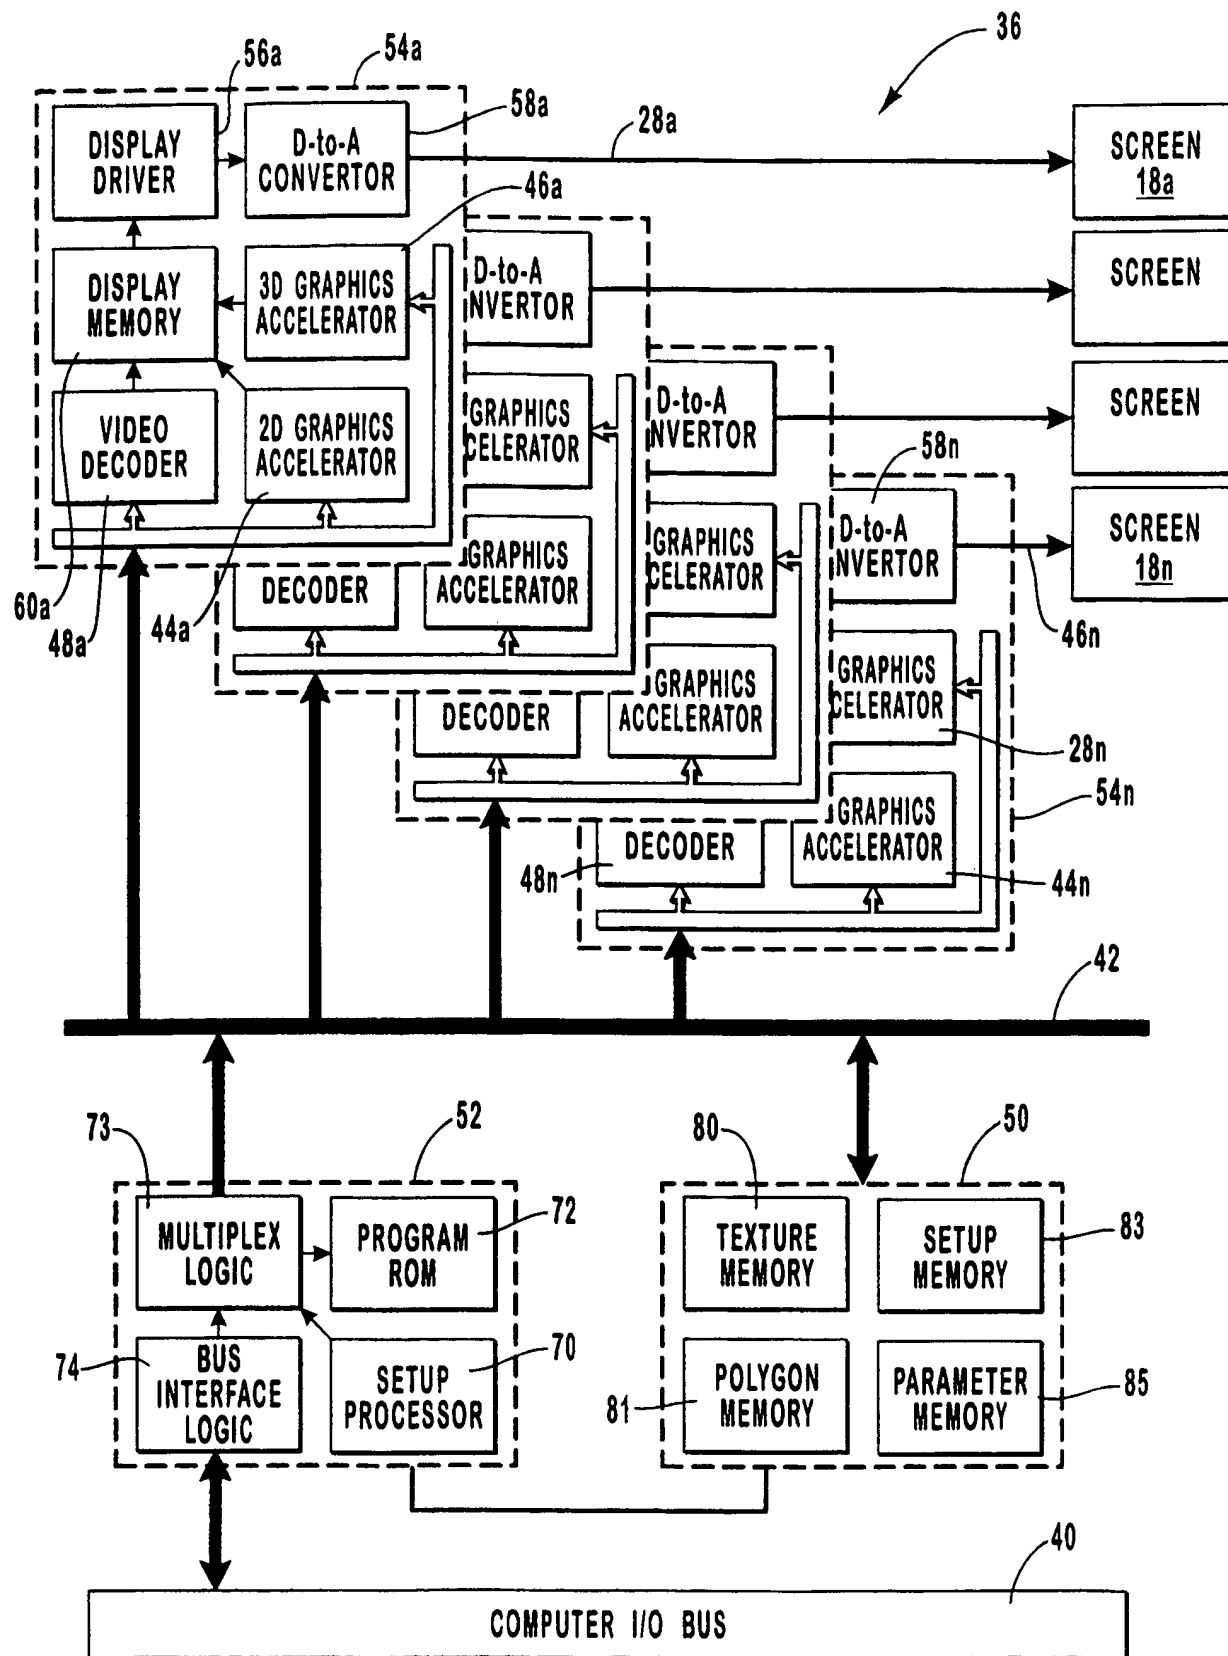 36
56a
54a
58a
28a
DISPLAY
DRIVER
D-to-A
CONVERTOR
SCREEN
18a
46a
DISPLAY
MEMORY
3D GRAPHICS
ACCELERATOR
D-to-A
NVERTOR
SCREEN
VIDEO
DECODER
2D GRAPHICS
ACCELERATOR
GRAPHICS
CELERATOR
D-to-A
NVERTOR
SCREEN
58n
60a
48a
44a
DECODER
GRAPHICS
ACCELERATOR
GRAPHICS
CELERATOR
D-to-A
NVERTOR
SCREEN
18n
46n
DECODER
GRAPHICS
ACCELERATOR
GRAPHICS
CELERATOR
28n
54n
48n
DECODER
GRAPHICS
ACCELERATOR
44n
42
73
52
80
50
MULTIPLEX
LOGIC
PROGRAM
ROM
72
TEXTURE
MEMORY
SETUP
MEMORY
83
74
BUS
INTERFACE
LOGIC
SETUP
PROCESSOR
70
81
POLYGON
MEMORY
PARAMETER
MEMORY
85
40
COMPUTER I/O BUS